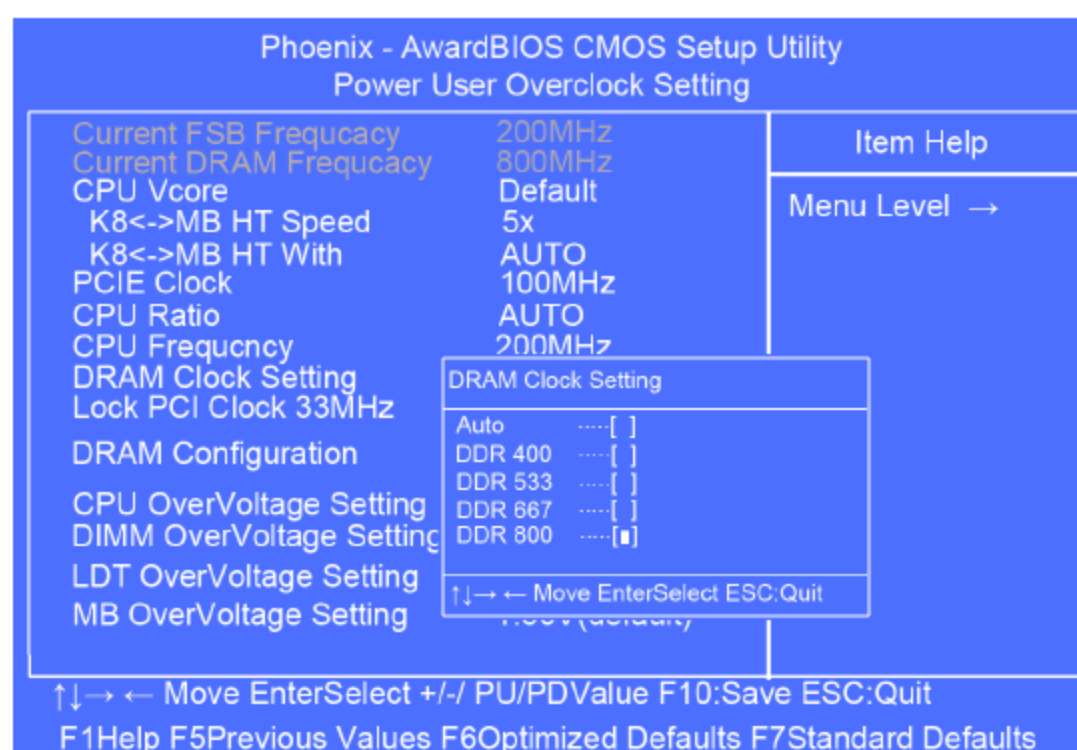 Phoenix - AwardBIOS CMOS Setup Utility
Power User Overclock Setting
Current FSB Frequcacy 200MHz
Current DRAM Frequcacy 800MHz
CPU Vcore Default
K8<->MB HT Speed 5x
K8<->MB HT With AUTO
PCIE Clock 100MHz
CPU Ratio AUTO
CPU Frequcncy 200MHz
DRAM Clock Setting
Lock PCI Clock 33MHz
DRAM Configuration
CPU OverVoltage Setting
DIMM OverVoltage Setting
LDT OverVoltage Setting
MB OverVoltage Setting
DRAM Clock Setting
Auto ·····[ ]
DDR 400 ·····[ ]
DDR 533 ·····[ ]
DDR 667 ·····[ ]
DDR 800 ·····[∎]
↑↓→ ← Move EnterSelect ESC:Quit
Item Help
Menu Level →
↑↓→ ← Move EnterSelect +/-/ PU/PDValue F10:Save ESC:Quit
F1Help F5Previous Values F6Optimized Defaults F7Standard Defaults